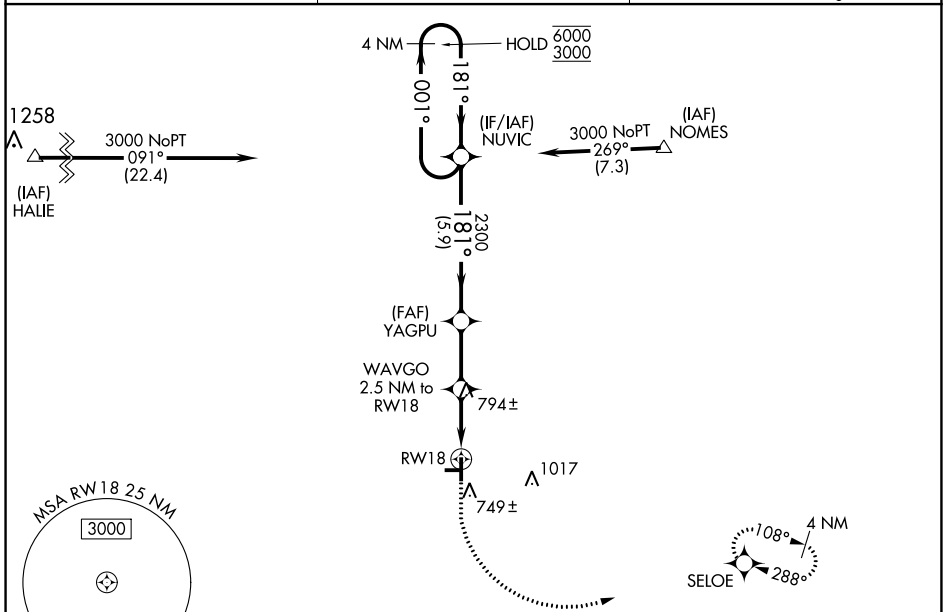 4 NM
HOLD 6000
3000
181°
001°
1258
3000 NoPT
091°
(22.4)
(IAF)
HALIE
(IF/IAF)
NUVIC
3000 NoPT
269°
(7.3)
(IAF)
NOMES
2300
181°
(5.9)
(FAF)
YAGPU
WAVGO
2.5 NM to
RW18
794±
RW18
1017
749±
MSA RW18 25 NM
3000
108°
4 NM
288°
SELOE